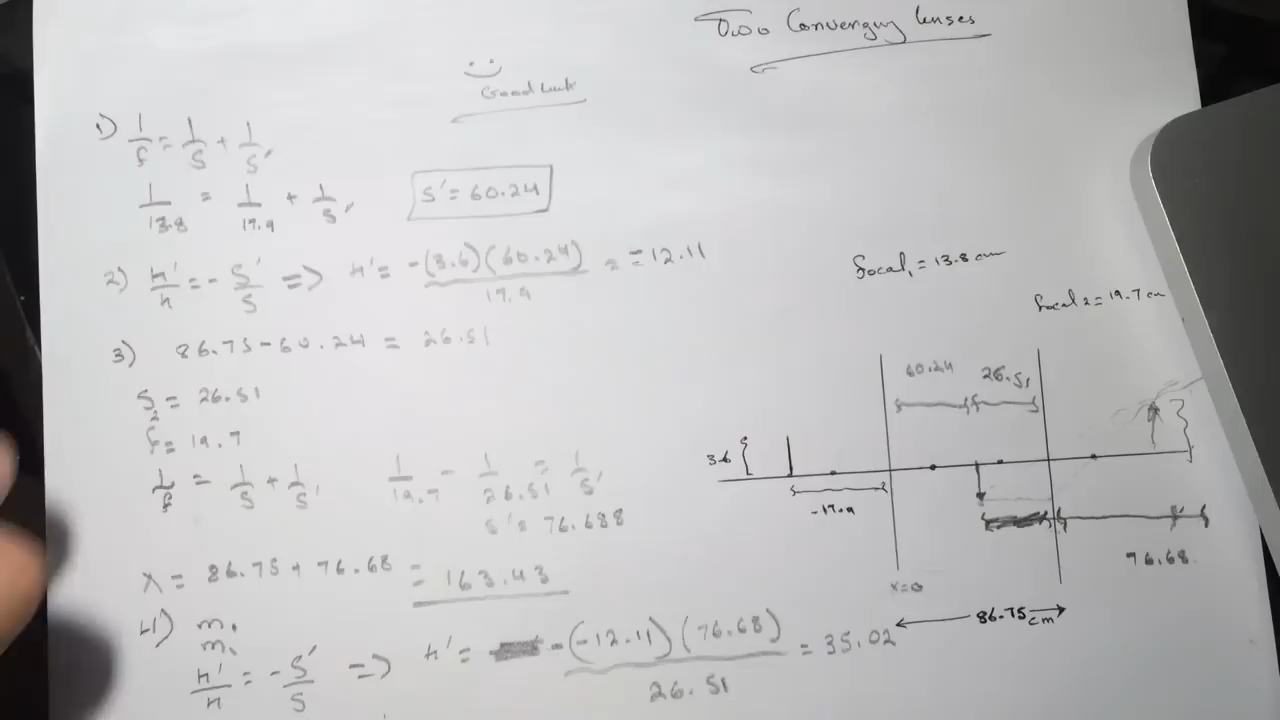 Two Converging lenses
Good luck
1) 1/f = 1/s + 1/s'
1/13.8 = 1/17.9 + 1/s'
s' = 60.24
2) h'/h = - s'/s => h' = -(3.6)(60.24)/17.9 = -12.11
focal1 = 13.8 cm
focal2 = 19.7 cm
3) 86.75 - 60.24 = 26.51
S2 = 26.51
f = 19.7
1/f = 1/s + 1/s'
1/19.7 - 1/26.51 = 1/s'
s' = 76.688
x = 86.75 + 76.68 = 163.43
4) m1
m1
h'/h = - s'/s => h' = -(-12.11)(76.68)/26.51 = 35.02
60.24
26.51
3.6
-17.9
76.68
x=0
86.75 cm